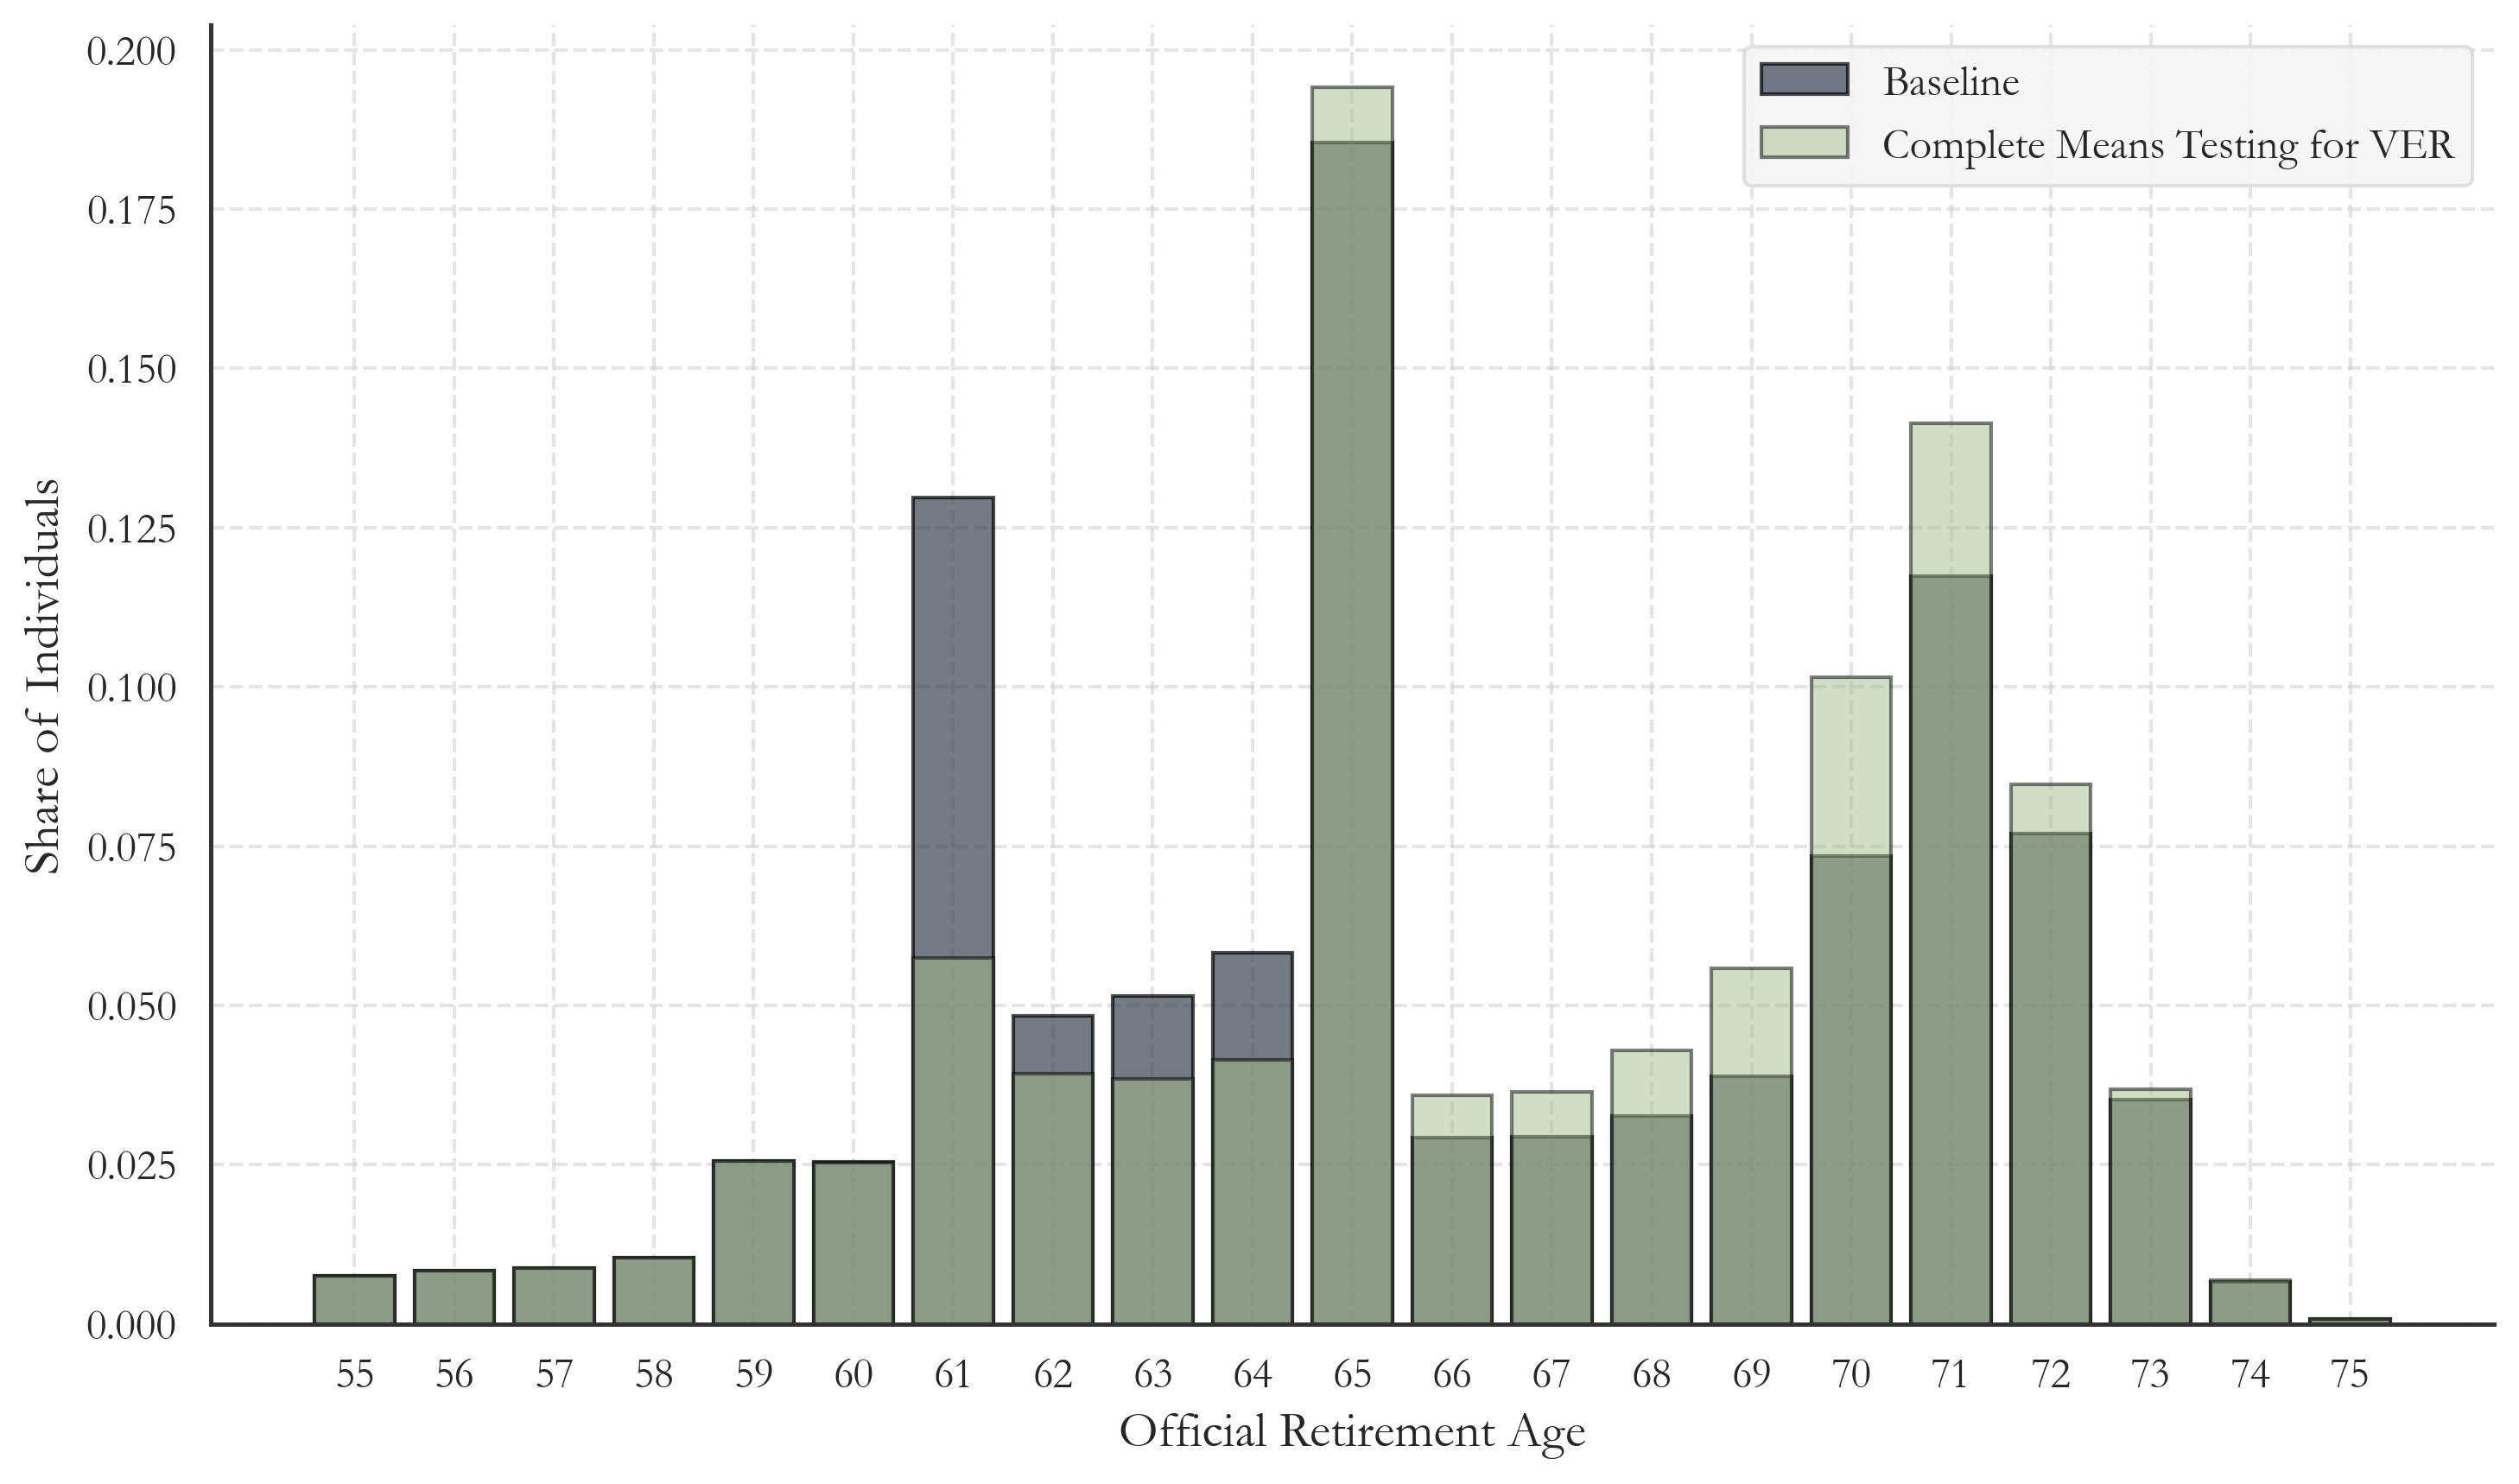 0.200
0.175
0.150
0.125
0.100
0.075
0.050
0.025
0.000
Share of Individuals
Baseline
Complete Means Testing for VER
55 56 57 58 59 60 61 62 63 64 65 66 67 68 69 70 71 72 73 74 75
Official Retirement Age